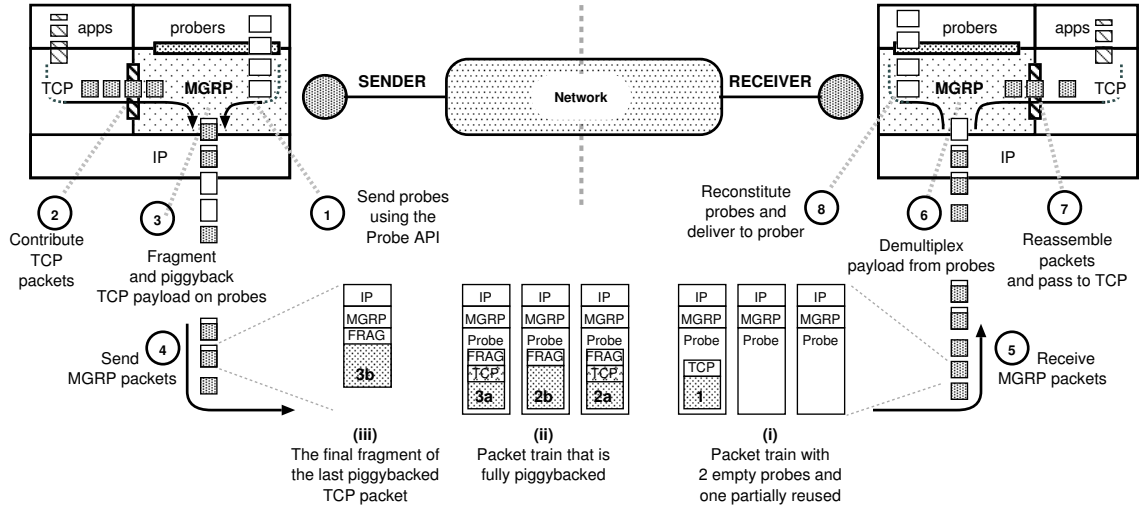 apps
probers
TCP
MGRP
IP
SENDER
Network
RECEIVER
probers
apps
MGRP
TCP
IP
1
Send probes
using the
Probe API
2
Contribute
TCP
packets
3
Fragment
and piggyback
TCP payload on probes
4
Send
MGRP packets
8
Reconstitute
probes and
deliver to prober
6
Demultiplex
payload from probes
7
Reassemble
packets
and pass to TCP
5
Receive
MGRP packets
IP
MGRP
FRAG
3b
IP
MGRP
Probe
FRAG
TCP
3a
IP
MGRP
Probe
FRAG
2b
IP
MGRP
Probe
FRAG
TCP
2a
IP
MGRP
Probe
TCP
1
IP
MGRP
Probe
IP
MGRP
Probe
(iii)
The final fragment of
the last piggybacked
TCP packet
(ii)
Packet train that is
fully piggybacked
(i)
Packet train with
2 empty probes and
one partially reused